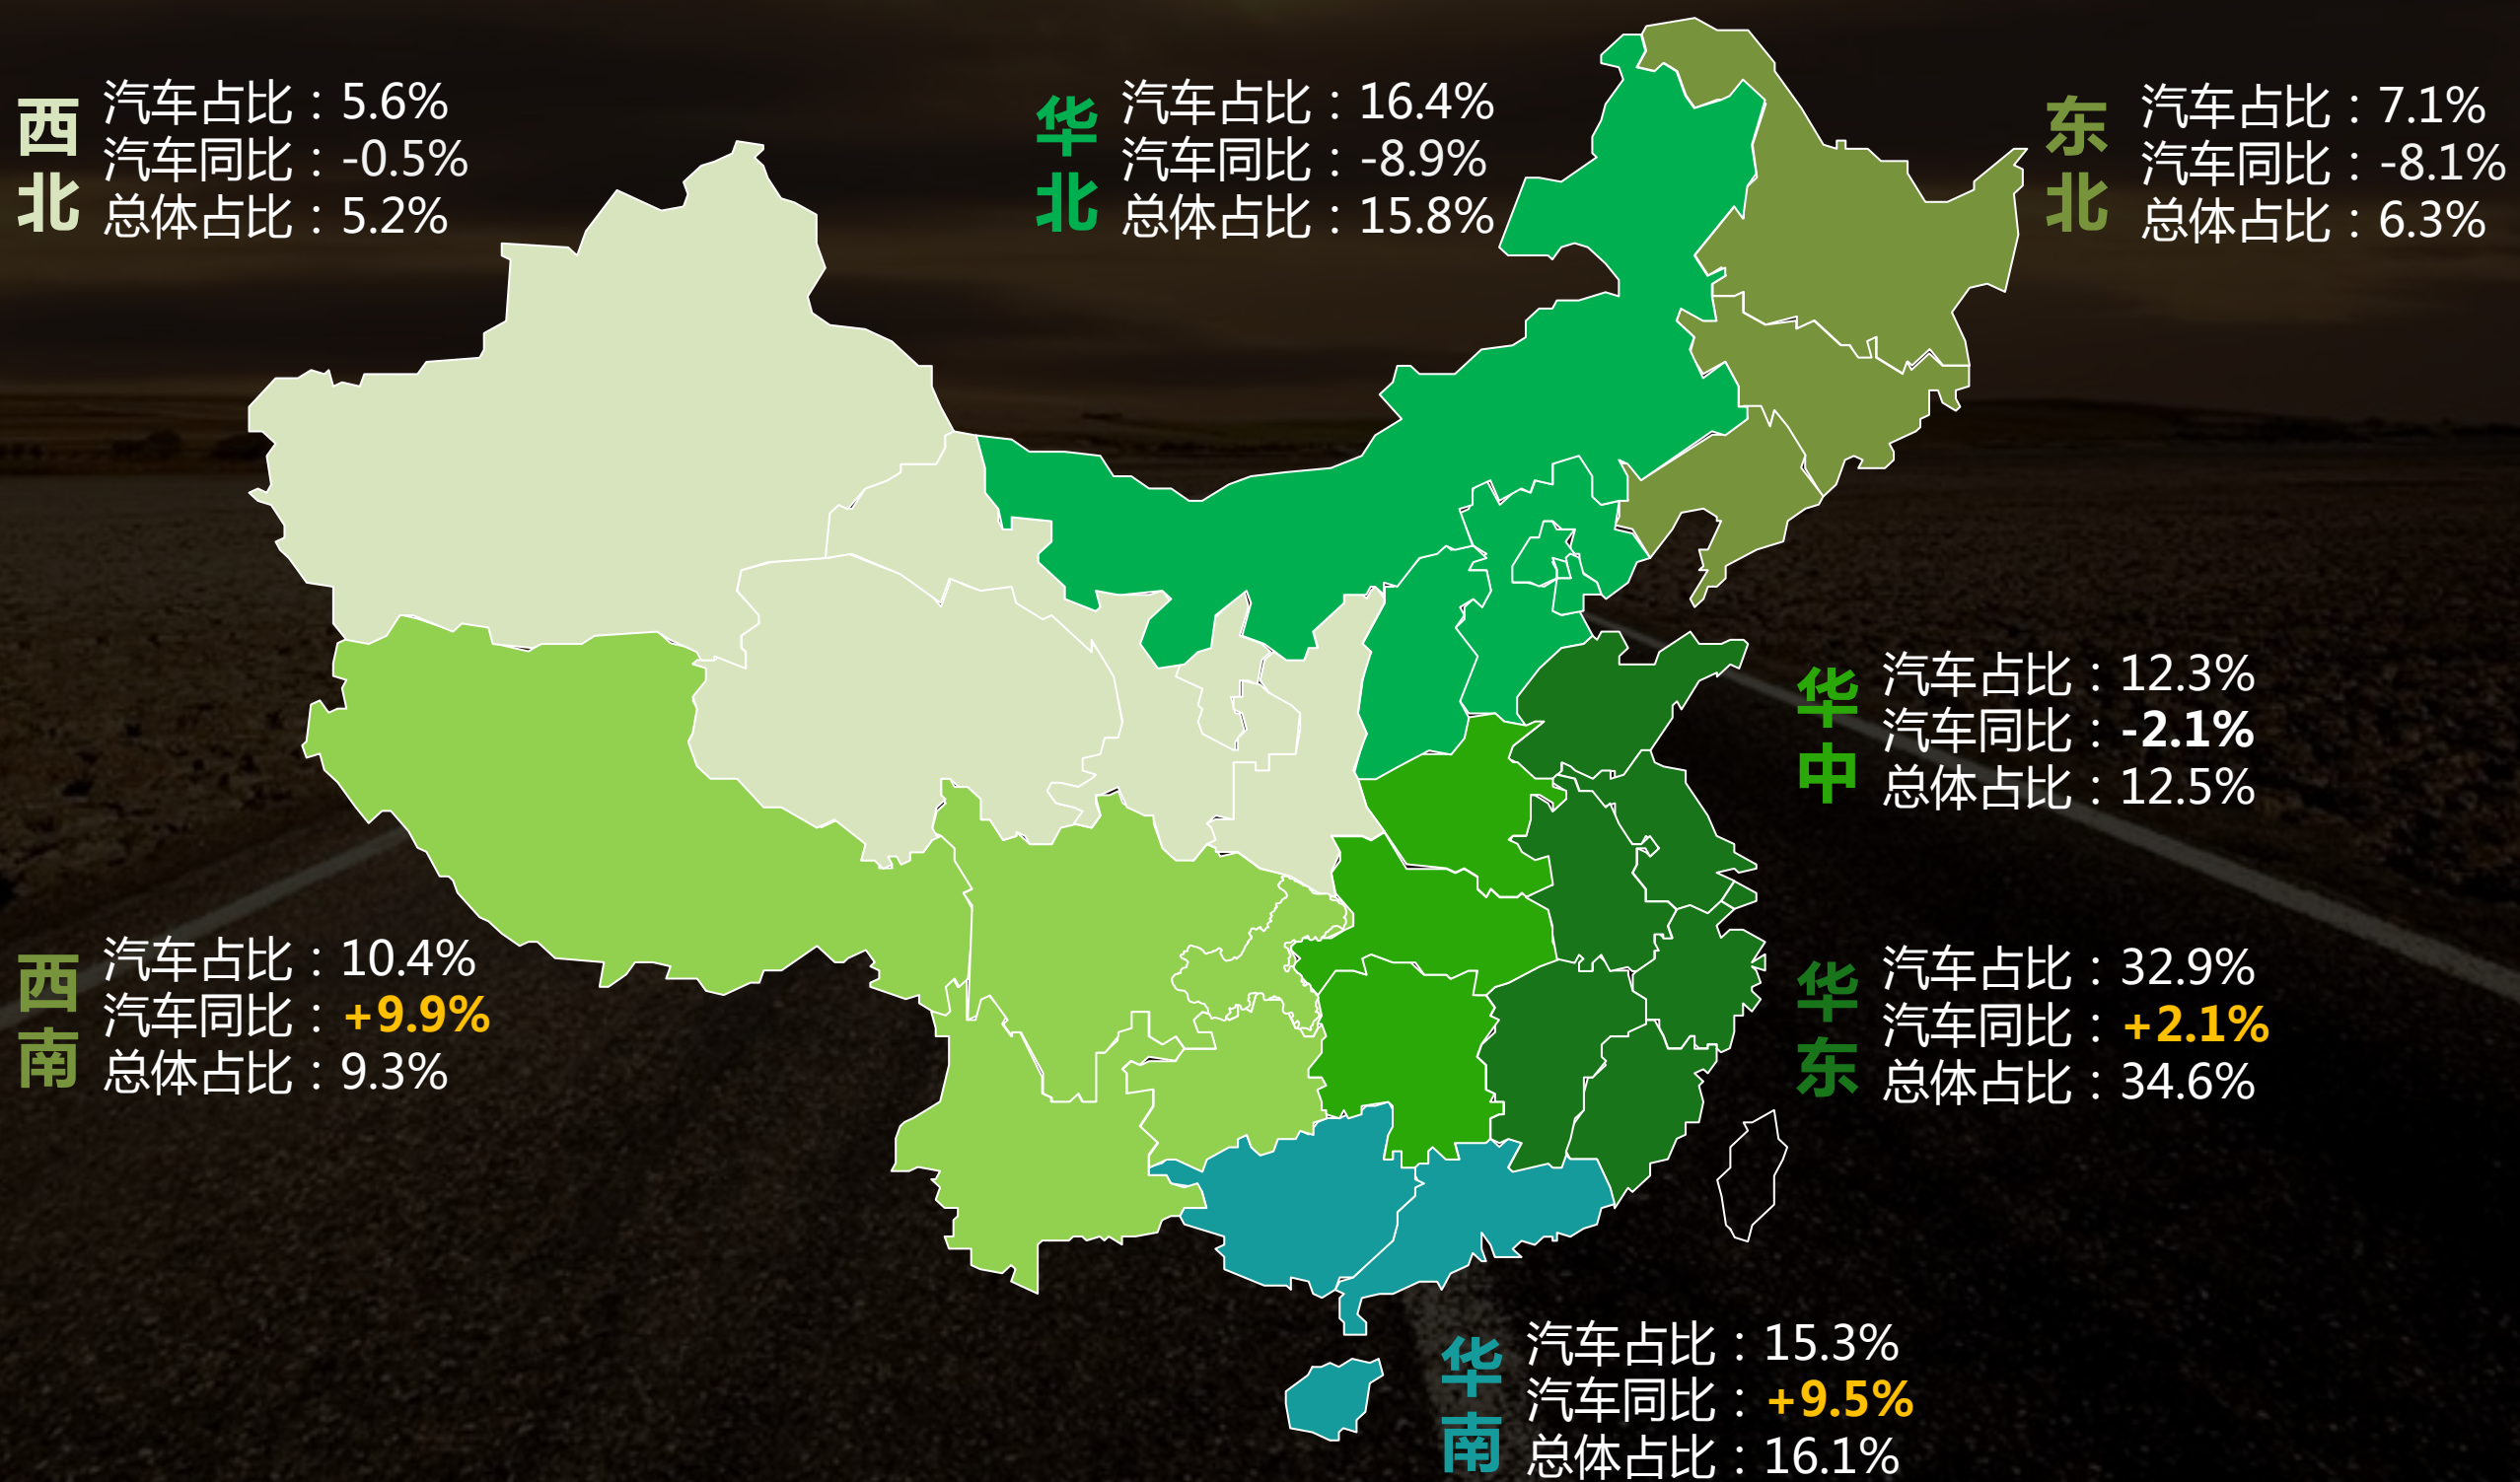 西北
汽车占比：5.6%
汽车同比：-0.5%
总体占比：5.2%
华北
汽车占比：16.4%
汽车同比：-8.9%
总体占比：15.8%
东北
汽车占比：7.1%
汽车同比：-8.1%
总体占比：6.3%
华中
汽车占比：12.3%
汽车同比：-2.1%
总体占比：12.5%
西南
汽车占比：10.4%
汽车同比：+9.9%
总体占比：9.3%
华东
汽车占比：32.9%
汽车同比：+2.1%
总体占比：34.6%
华南
汽车占比：15.3%
汽车同比：+9.5%
总体占比：16.1%